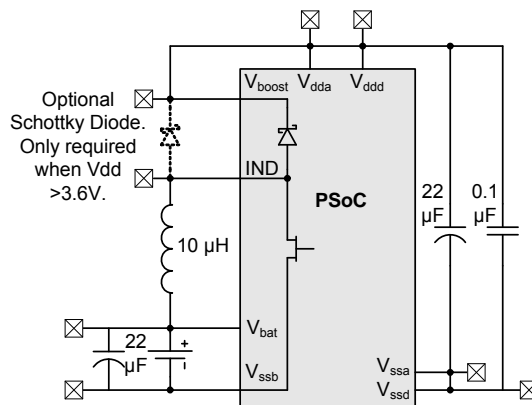 Optional
Schottky Diode.
Only required
when Vdd
>3.6V.
Vboost
Vdda
Vddd
IND
PSoC
22
µF
0.1
µF
10 µH
Vbat
22
µF
+
-
Vssb
Vssa
Vssd